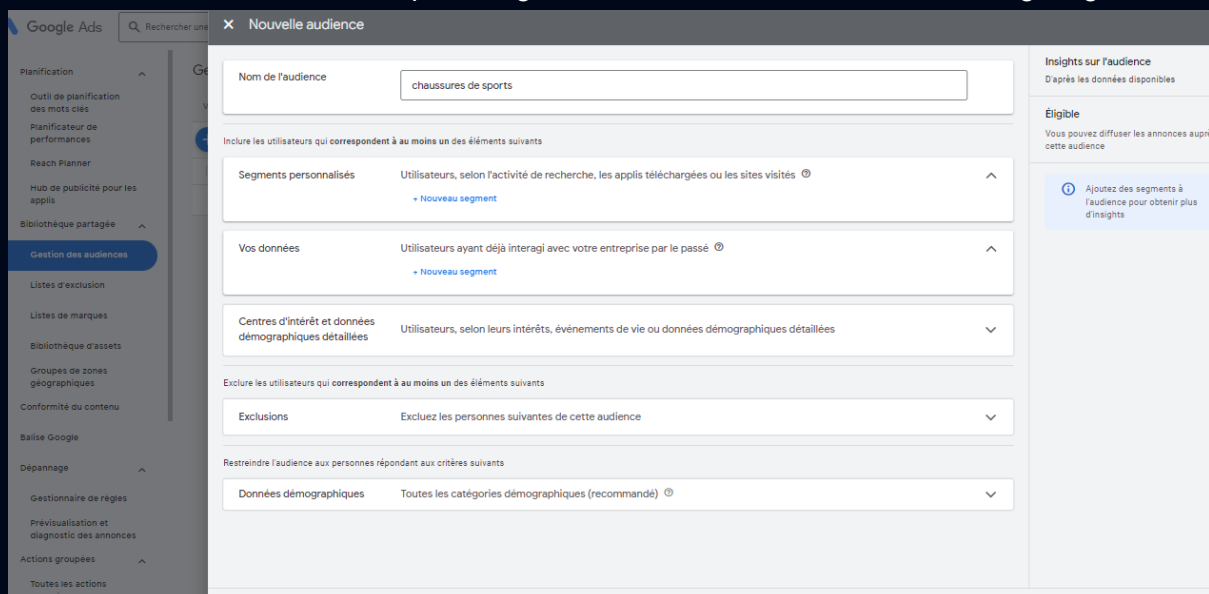 Google Ads
Rechercher une
× Nouvelle audience
Planification
Outil de planification
des mots clés
Planificateur de
performances
Reach Planner
Hub de publicité pour les
applis
Bibliothèque partagée
Gestion des audiences
Listes d'exclusion
Listes de marques
Bibliothèque d'assets
Groupes de zones
géographiques
Conformité du contenu
Balise Google
Dépannage
Gestionnaire de règles
Prévisualisation et
diagnostic des annonces
Actions groupées
Toutes les actions
Nom de l'audience
chaussures de sports
Inclure les utilisateurs qui correspondent à au moins un des éléments suivants
Segments personnalisés
Utilisateurs, selon l'activité de recherche, les applis téléchargées ou les sites visités
+ Nouveau segment
Vos données
Utilisateurs ayant déjà interagi avec votre entreprise par le passé
+ Nouveau segment
Centres d'intérêt et données
démographiques détaillées
Utilisateurs, selon leurs intérêts, événements de vie ou données démographiques détaillées
Exclure les utilisateurs qui correspondent à au moins un des éléments suivants
Exclusions
Excluez les personnes suivantes de cette audience
Restreindre l'audience aux personnes répondant aux critères suivants
Données démographiques
Toutes les catégories démographiques (recommandé)
Insights sur l'audience
D'après les données disponibles
Éligible
Vous pouvez diffuser les annonces
cette audience
Ajoutez des segments à
l'audience pour obtenir plus
d'insights